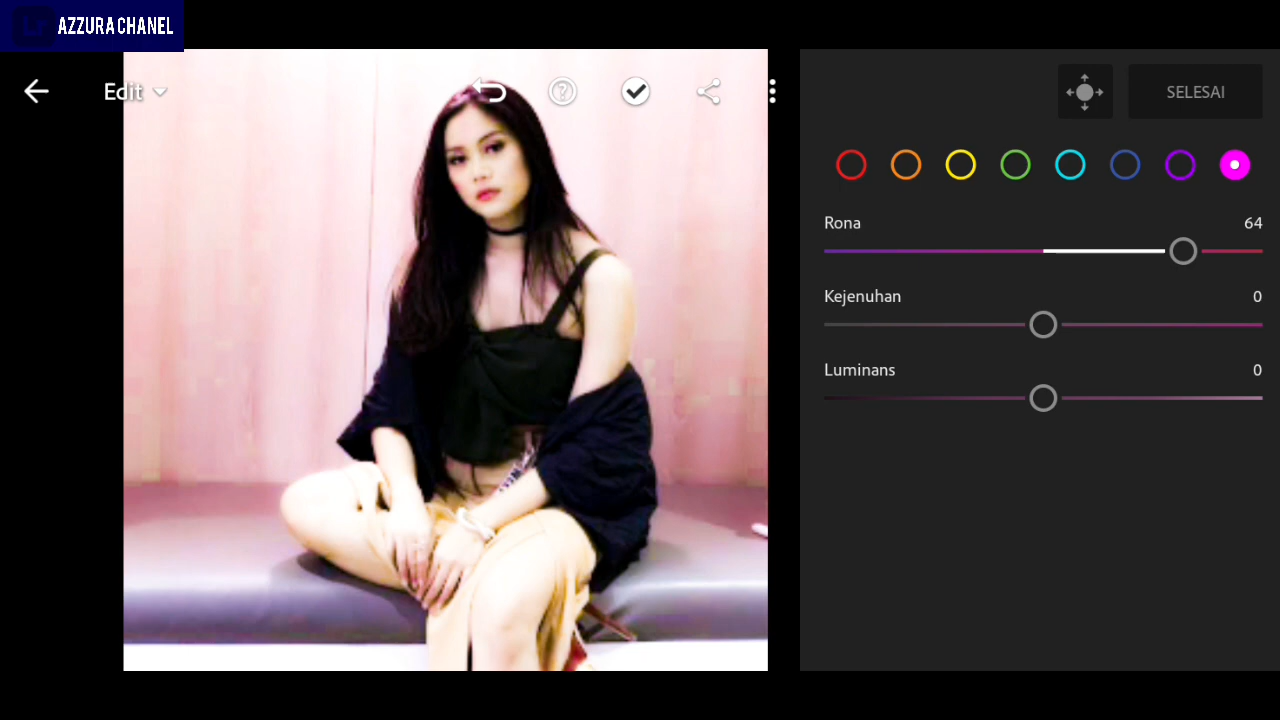 AZZURA CHANEL
Edit
SELESAI
Rona 64
Kejenuhan 0
Luminans 0